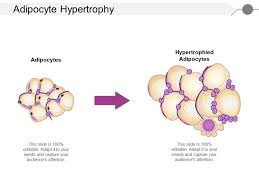 Adipocyte Hypertrophy
Adipocytes
Hypertrophied
Adipocytes
This slide is 100%
editable. Adapt it to your
needs and capture your
audience's attention
This slide is 100%
editable. Adapt it to your
needs and capture your
audience's attention